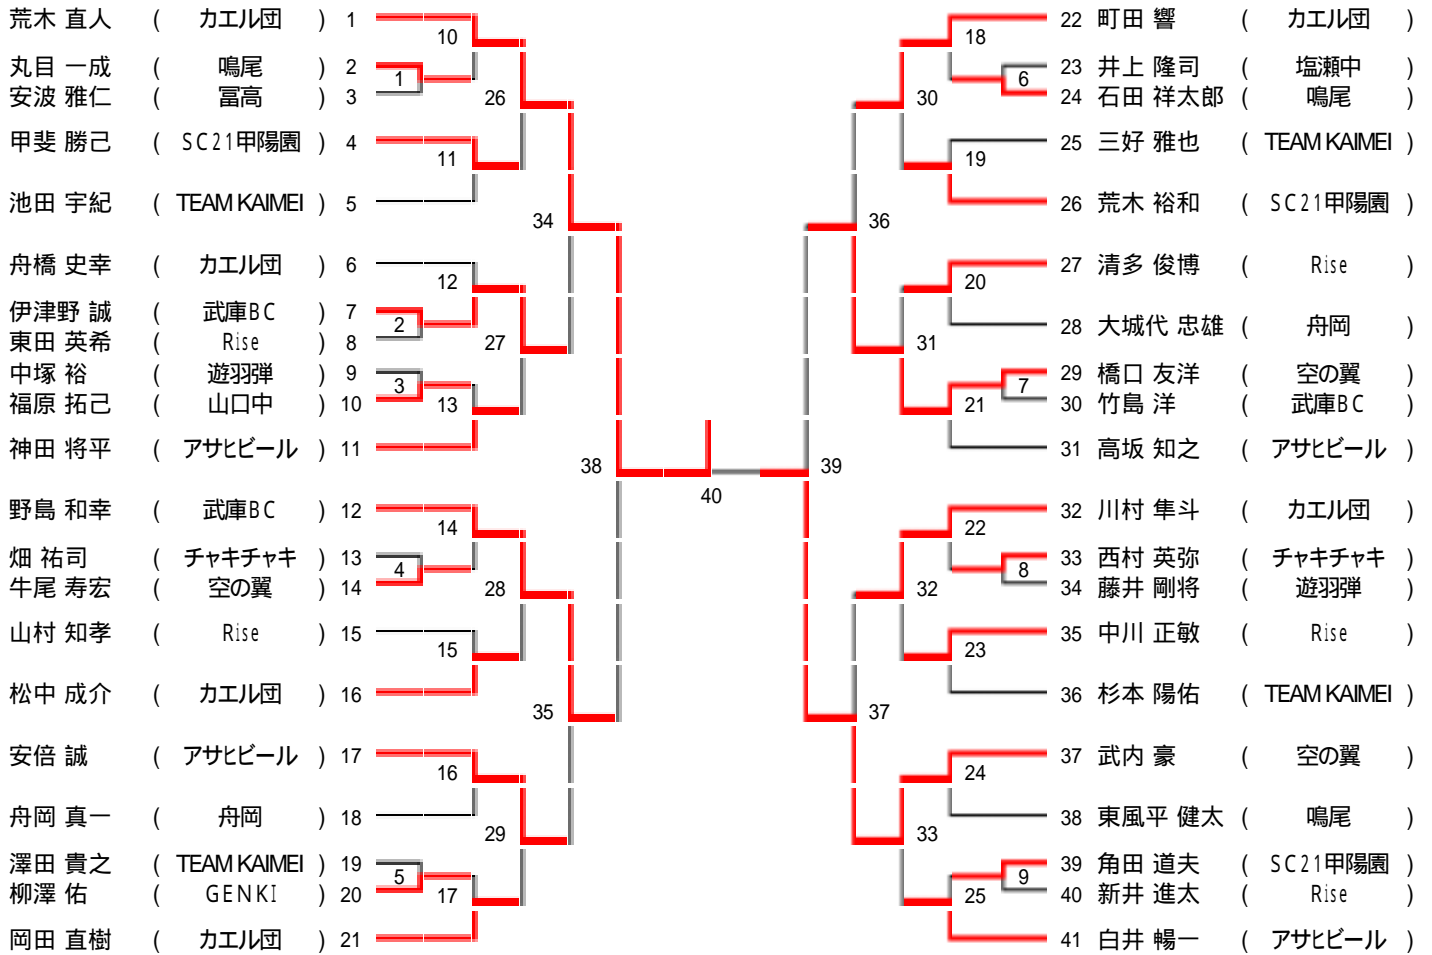 荒木 直人 ( カエル団 ) 1
丸目 一成 ( 鳴尾 ) 2
安波 雅仁 ( 冨高 ) 3
甲斐 勝己 ( SC21甲陽園 ) 4
池田 宇紀 ( TEAM KAIMEI ) 5
舟橋 史幸 ( カエル団 ) 6
伊津野 誠 ( 武庫BC ) 7
東田 英希 ( Rise ) 8
中塚 裕 ( 遊羽弾 ) 9
福原 拓己 ( 山口中 ) 10
神田 将平 ( アサヒビール ) 11
野島 和幸 ( 武庫BC ) 12
畑 祐司 ( チャキチャキ ) 13
牛尾 寿宏 ( 空の翼 ) 14
山村 知孝 ( Rise ) 15
松中 成介 ( カエル団 ) 16
安倍 誠 ( アサヒビール ) 17
舟岡 真一 ( 舟岡 ) 18
澤田 貴之 ( TEAM KAIMEI ) 19
柳澤 佑 ( GENKI ) 20
岡田 直樹 ( カエル団 ) 21
1
2
3
4
5
10
11
12
13
14
15
16
17
26
27
28
29
34
35
38
40
39
36
37
30
31
32
33
18
19
20
21
22
23
24
25
6
7
8
9
22 町田 響 ( カエル団 )
23 井上 隆司 ( 塩瀬中 )
24 石田 祥太郎 ( 鳴尾 )
25 三好 雅也 ( TEAM KAIMEI )
26 荒木 裕和 ( SC21甲陽園 )
27 清多 俊博 ( Rise )
28 大城代 忠雄 ( 舟岡 )
29 橋口 友洋 ( 空の翼 )
30 竹島 洋 ( 武庫BC )
31 高坂 知之 ( アサヒビール )
32 川村 隼斗 ( カエル団 )
33 西村 英弥 ( チャキチャキ )
34 藤井 剛将 ( 遊羽弾 )
35 中川 正敏 ( Rise )
36 杉本 陽佑 ( TEAM KAIMEI )
37 武内 豪 ( 空の翼 )
38 東風平 健太 ( 鳴尾 )
39 角田 道夫 ( SC21甲陽園 )
40 新井 進太 ( Rise )
41 白井 暢一 ( アサヒビール )